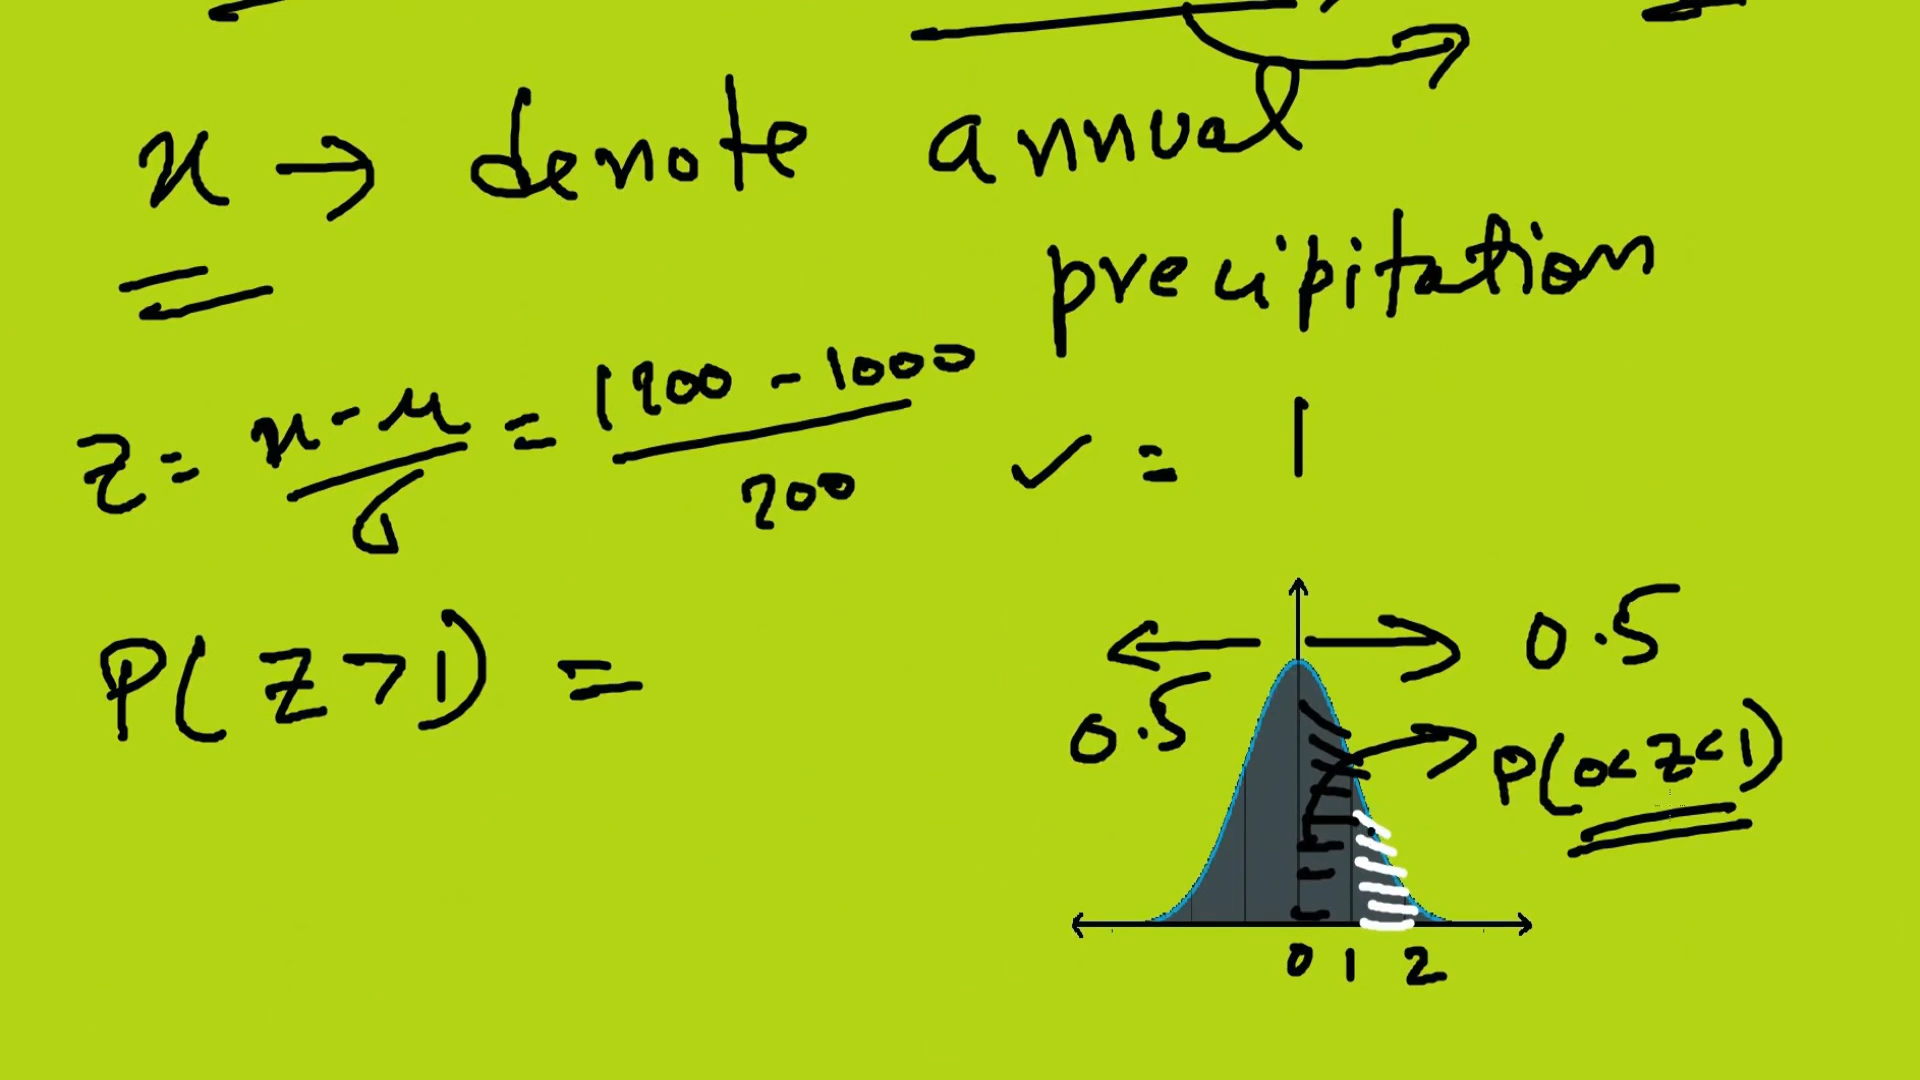 x → denote annual
precipitation
z = x - μ / σ = 1200 - 1000 / 200 ✓ = 1
P( z > 1 ) =
0.5
0.5
P(0 < z < 1)
0 1 2